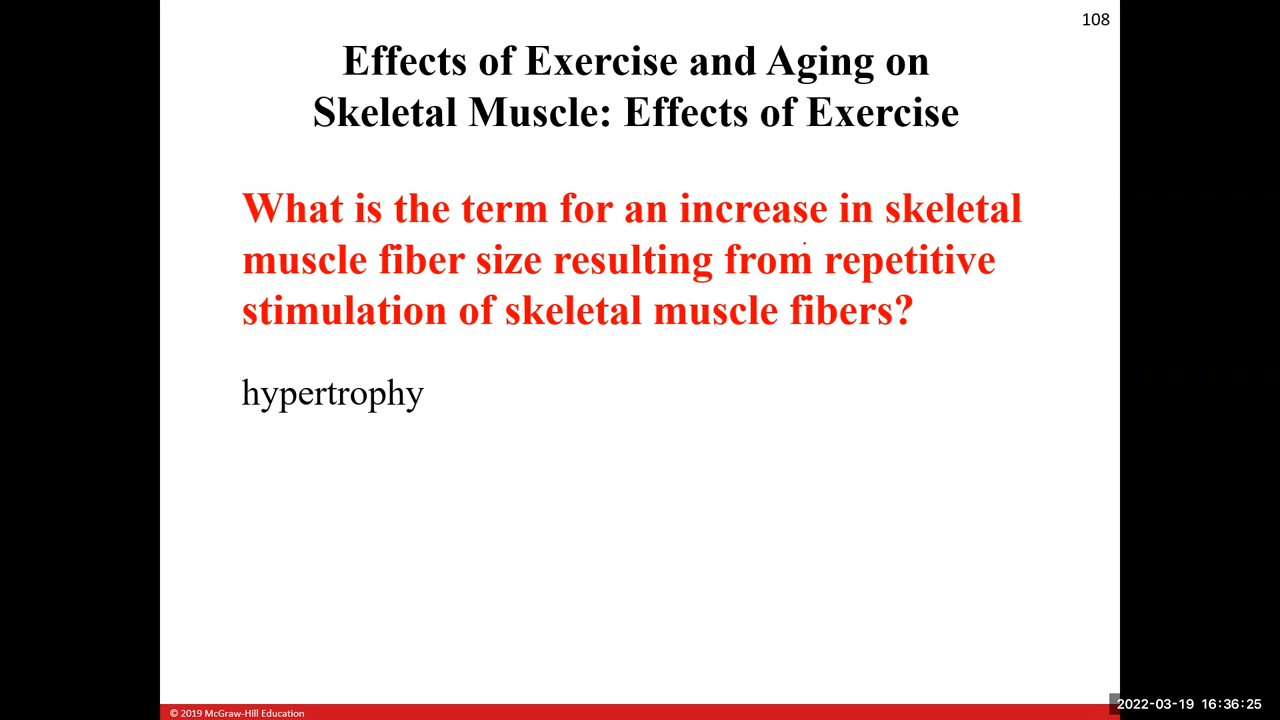 108
Effects of Exercise and Aging on
Skeletal Muscle: Effects of Exercise
What is the term for an increase in skeletal
muscle fiber size resulting from repetitive
stimulation of skeletal muscle fibers?
hypertrophy
© 2019 McGraw-Hill Education
2022-03-19 16:36:25